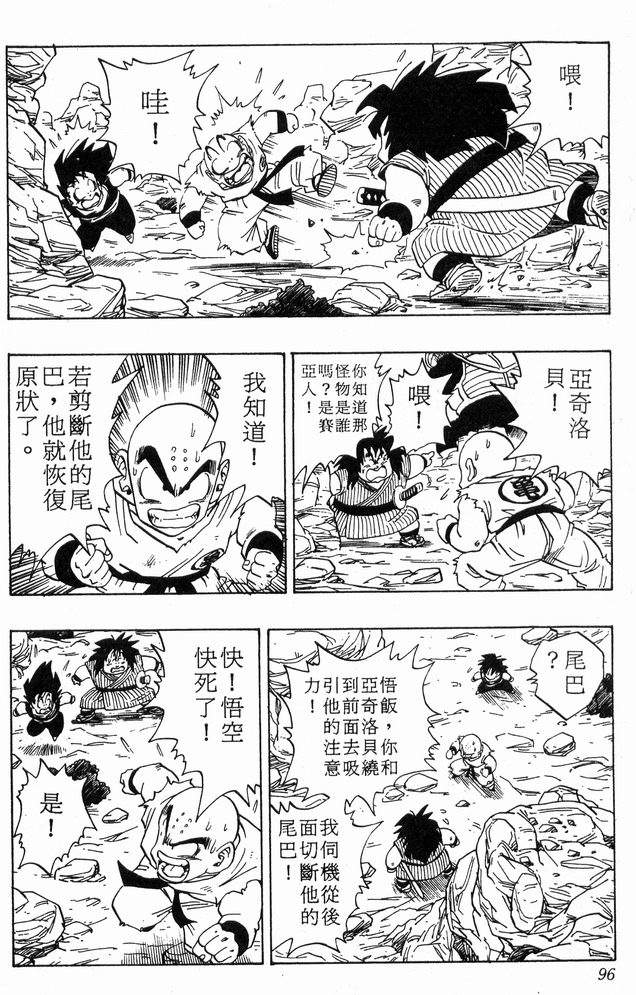 喂！
哇！
亞奇洛
貝！
喂！
你知道那
怪物是誰
嗎？是賽
亞人！
我知道！
若剪斷他的尾
巴，他就恢復
原狀了。
尾巴
？
悟飯，你和
亞奇洛貝繞
到前面去吸
引他的注意
力！
我伺機從後
面切斷他的
尾巴！
快！悟空
快死了！
是！
96